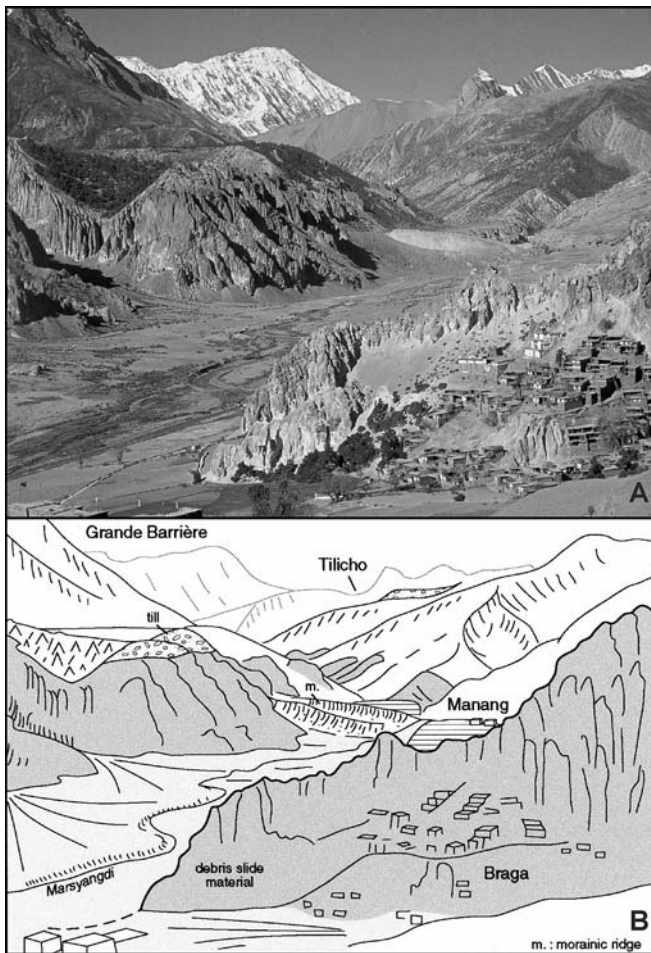 A
Grande Barrière
Tilicho
till
m.
Manang
debris slide
material
Braga
Marsyangdi
B
m. : morainic ridge